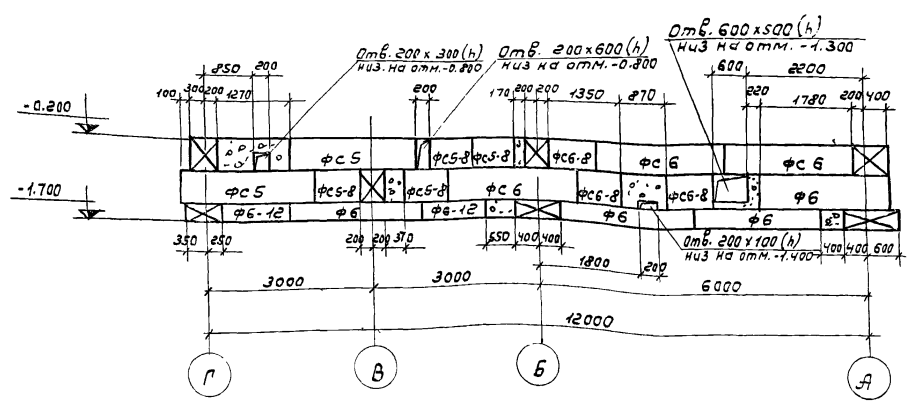 Отв. 600×500(h)
низ на отм.-1.300
Отв. 200×300(h)
низ на отм.-0.800
Отв. 200×600(h)
низ на отм.-0.800
850 200 600 2200
100 300 200 1270 200 170 200 200 1350 870 220 1780 200 400
-0.200
ФС5 ФС5-8 ФС5-8 ФС6-8 ФС6 ФС6
-1.700
ФС5 ФС5-8 ФС5-8 ФС6 ФС6-8 ФС6-8 Ф6
Ф6-12 Ф6 Ф6-12 Ф6 Ф6
350 250 200 200 370 550 400 400 400 400 600
Отв. 200×100(h)
низ на отм.-1.400
1800 200
3000 3000 6000
12000
Г В Б А